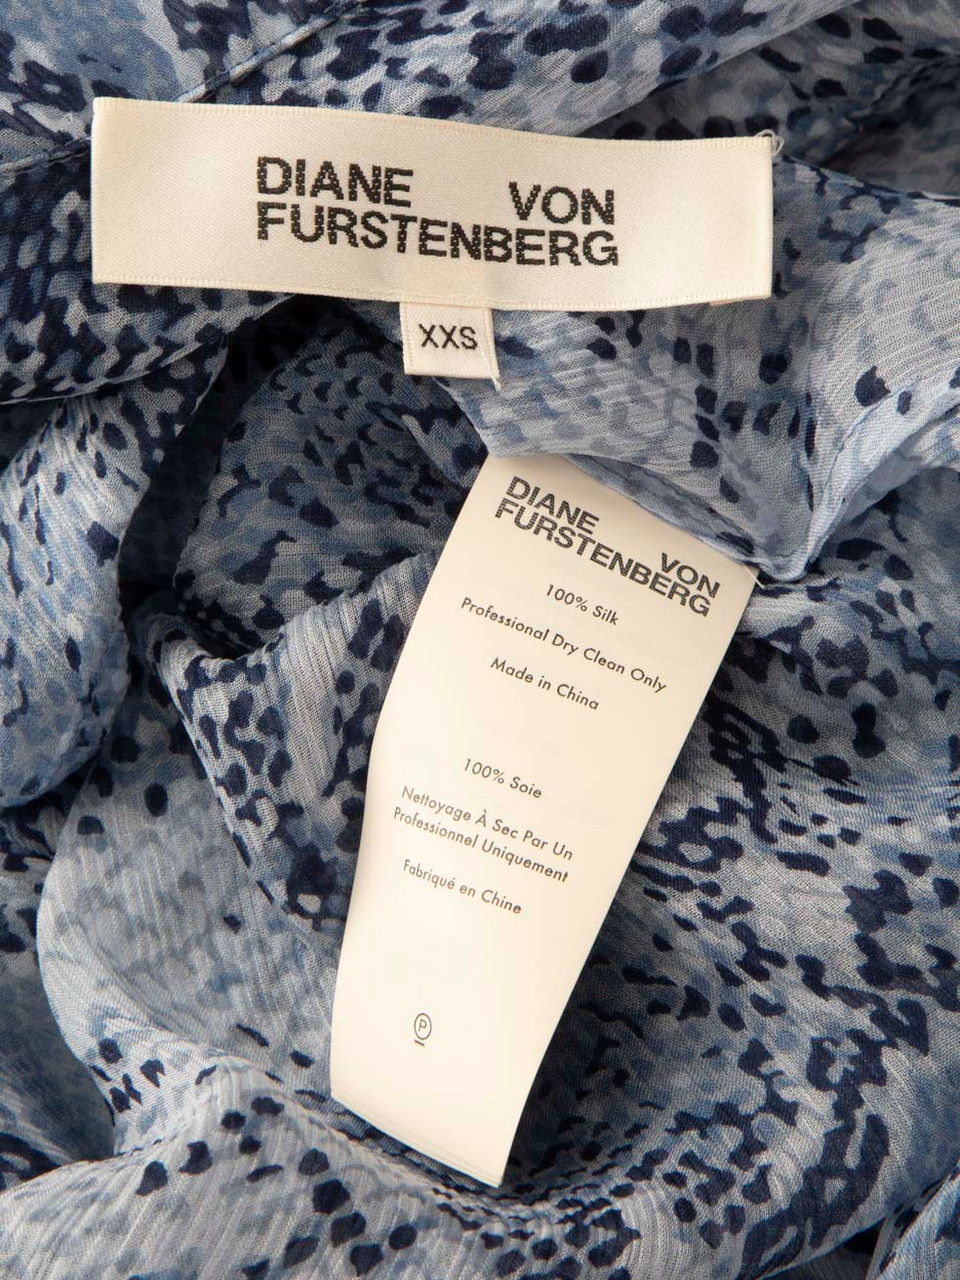 DIANE VON
FURSTENBERG
XXS
DIANE VON
FURSTENBERG
100% Silk
Professional Dry Clean Only
Made in China
100% Soie
Nettoyage À Sec Par Un
Professionnel Uniquement
Fabriqué en Chine
P